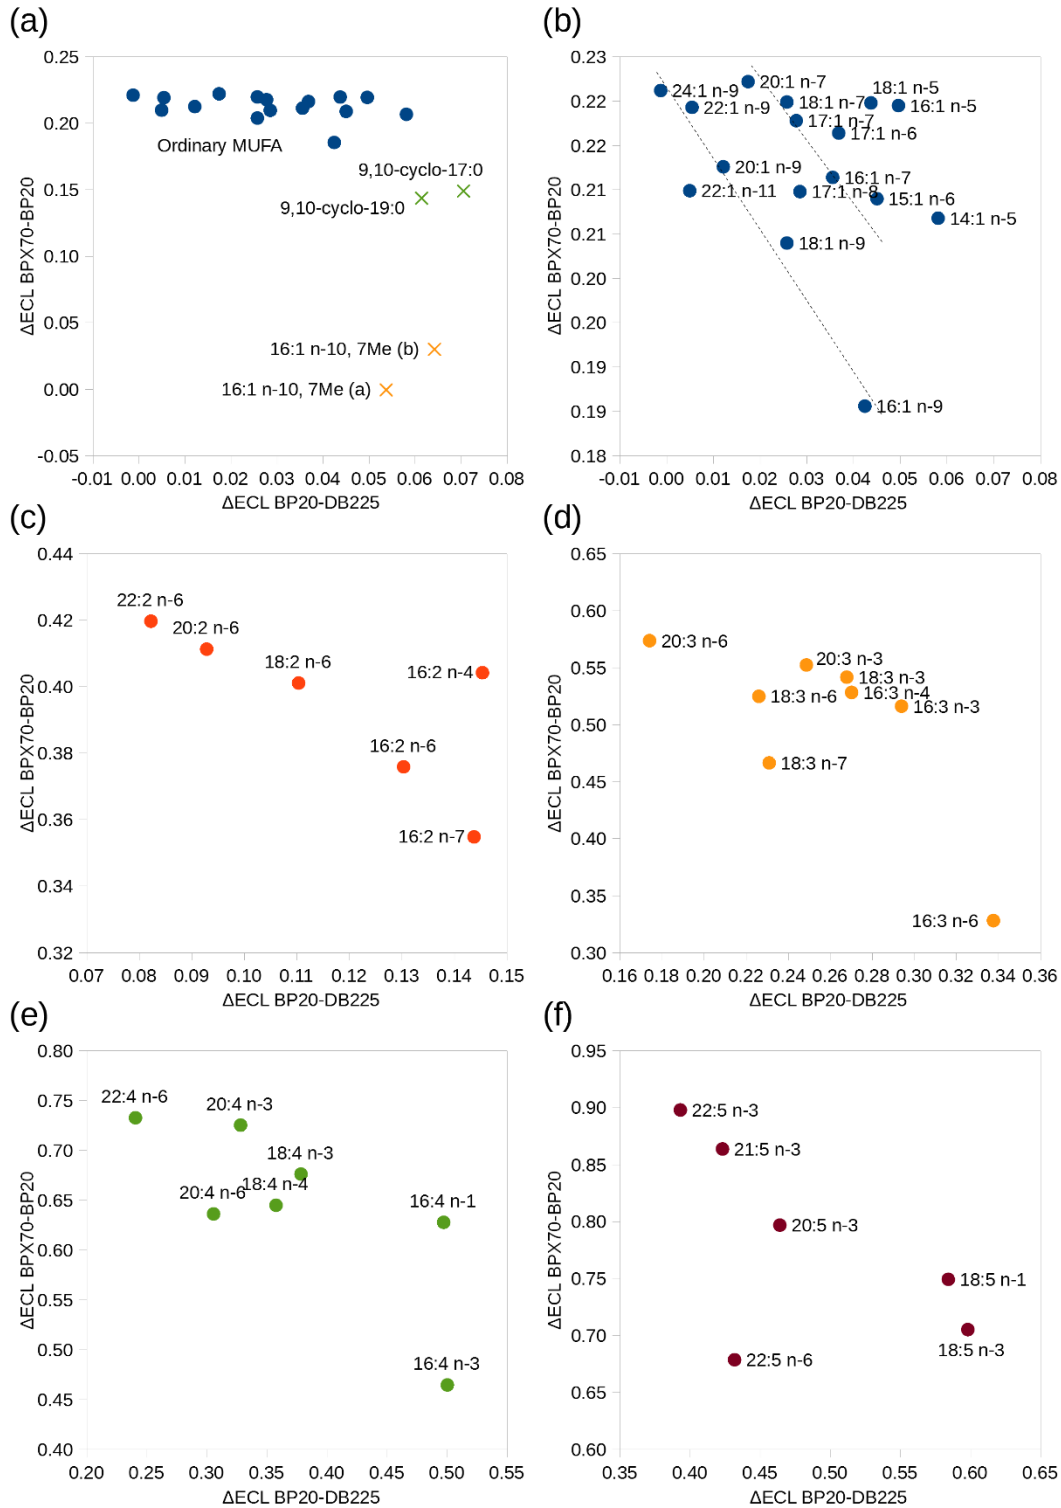 (a)
ΔECL BPX70-BP20
0.25
0.20
0.15
0.10
0.05
0.00
-0.05
Ordinary MUFA
9,10-cyclo-17:0
9,10-cyclo-19:0
16:1 n-10, 7Me (b)
16:1 n-10, 7Me (a)
-0.01 0.00 0.01 0.02 0.03 0.04 0.05 0.06 0.07 0.08
ΔECL BP20-DB225
(b)
ΔECL BPX70-BP20
0.23
0.22
0.22
0.21
0.21
0.20
0.20
0.19
0.19
0.18
24:1 n-9
20:1 n-7
18:1 n-5
22:1 n-9
18:1 n-7
16:1 n-5
17:1 n-7
17:1 n-6
20:1 n-9
16:1 n-7
22:1 n-11
17:1 n-8
15:1 n-6
14:1 n-5
18:1 n-9
16:1 n-9
-0.01 0.00 0.01 0.02 0.03 0.04 0.05 0.06 0.07 0.08
ΔECL BP20-DB225
(c)
ΔECL BPX70-BP20
0.44
0.42
0.40
0.38
0.36
0.34
0.32
22:2 n-6
20:2 n-6
18:2 n-6
16:2 n-4
16:2 n-6
16:2 n-7
0.07 0.08 0.09 0.10 0.11 0.12 0.13 0.14 0.15
ΔECL BP20-DB225
(d)
ΔECL BPX70-BP20
0.65
0.60
0.55
0.50
0.45
0.40
0.35
0.30
20:3 n-6
20:3 n-3
18:3 n-3
18:3 n-6
16:3 n-4
16:3 n-3
18:3 n-7
16:3 n-6
0.16 0.18 0.20 0.22 0.24 0.26 0.28 0.30 0.32 0.34 0.36
ΔECL BP20-DB225
(e)
ΔECL BPX70-BP20
0.80
0.75
0.70
0.65
0.60
0.55
0.50
0.45
0.40
22:4 n-6
20:4 n-3
18:4 n-3
20:4 n-6
18:4 n-4
16:4 n-1
16:4 n-3
0.20 0.25 0.30 0.35 0.40 0.45 0.50 0.55
ΔECL BP20-DB225
(f)
ΔECL BPX70-BP20
0.95
0.90
0.85
0.80
0.75
0.70
0.65
0.60
22:5 n-3
21:5 n-3
20:5 n-3
18:5 n-1
18:5 n-3
22:5 n-6
0.35 0.40 0.45 0.50 0.55 0.60 0.65
ΔECL BP20-DB225